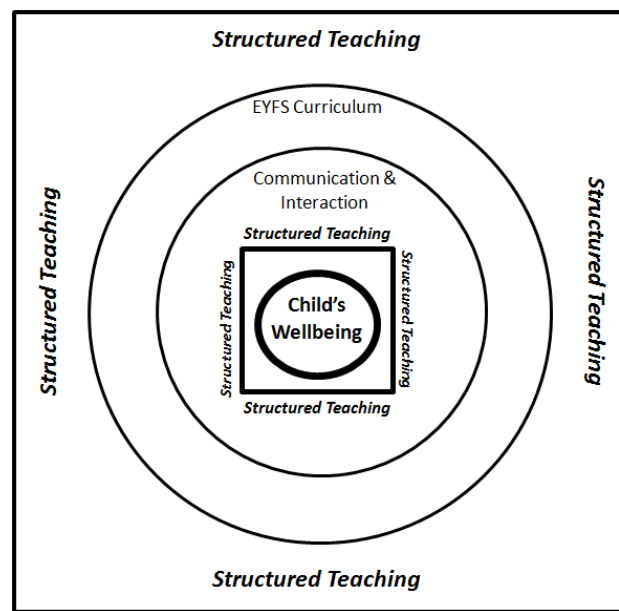 Structured Teaching
EYFS Curriculum
Communication &
Interaction
Structured Teaching
Structured Teaching
Structured Teaching
Child's
Wellbeing
Structured Teaching
Structured Teaching
Structured Teaching
Structured Teaching